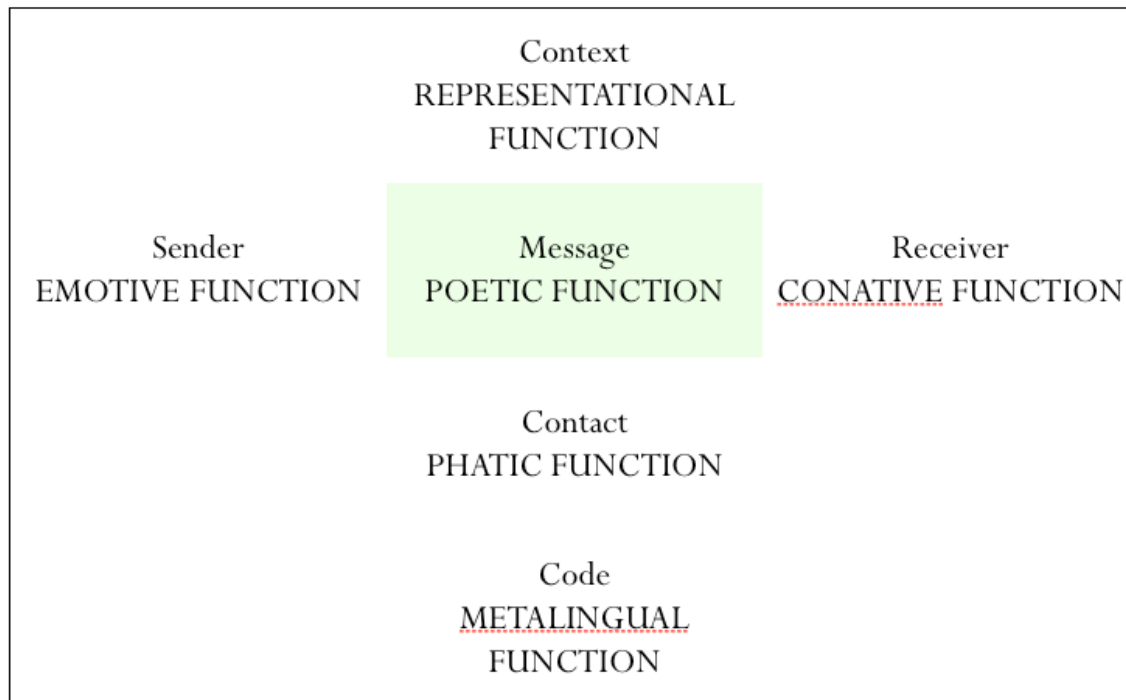 Context
REPRESENTATIONAL
FUNCTION
Sender
EMOTIVE FUNCTION
Message
POETIC FUNCTION
Receiver
CONATIVE FUNCTION
Contact
PHATIC FUNCTION
Code
METALINGUAL
FUNCTION